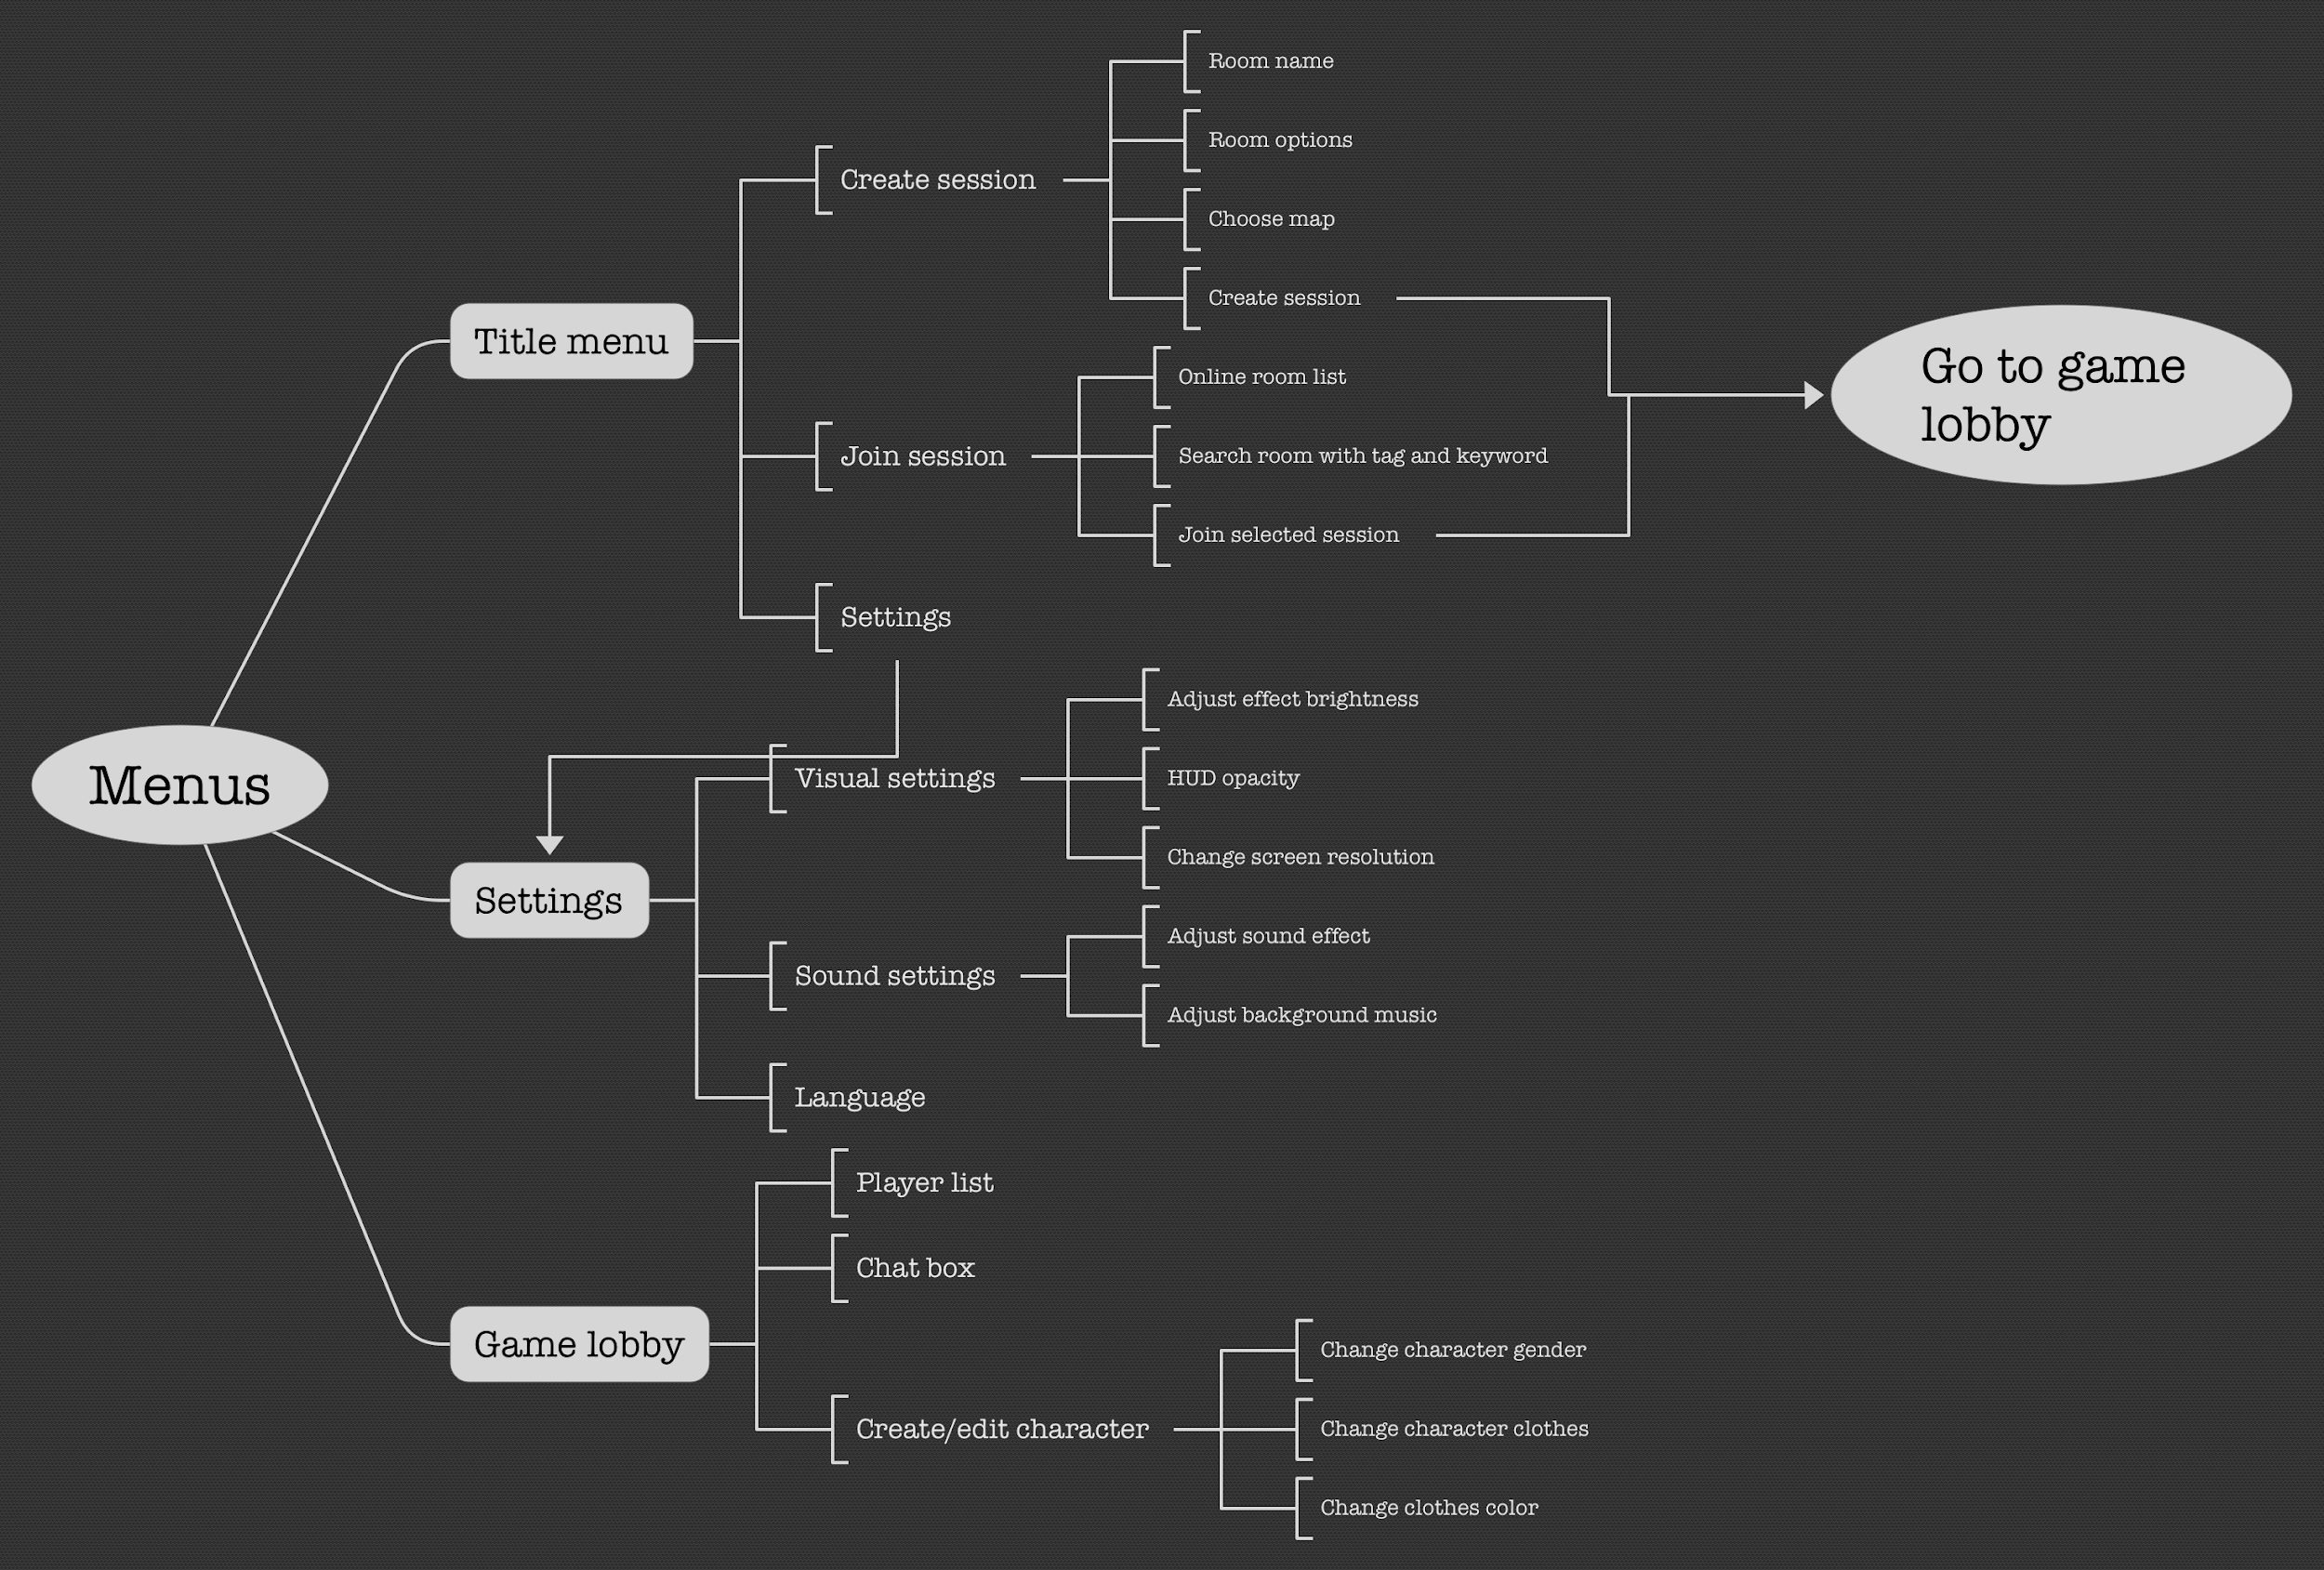 Menus
Title menu
Create session
Room name
Room options
Choose map
Create session
Join session
Online room list
Search room with tag and keyword
Join selected session
Go to game
lobby
Settings
Settings
Visual settings
Adjust effect brightness
HUD opacity
Change screen resolution
Sound settings
Adjust sound effect
Adjust background music
Language
Game lobby
Player list
Chat box
Create/edit character
Change character gender
Change character clothes
Change clothes color